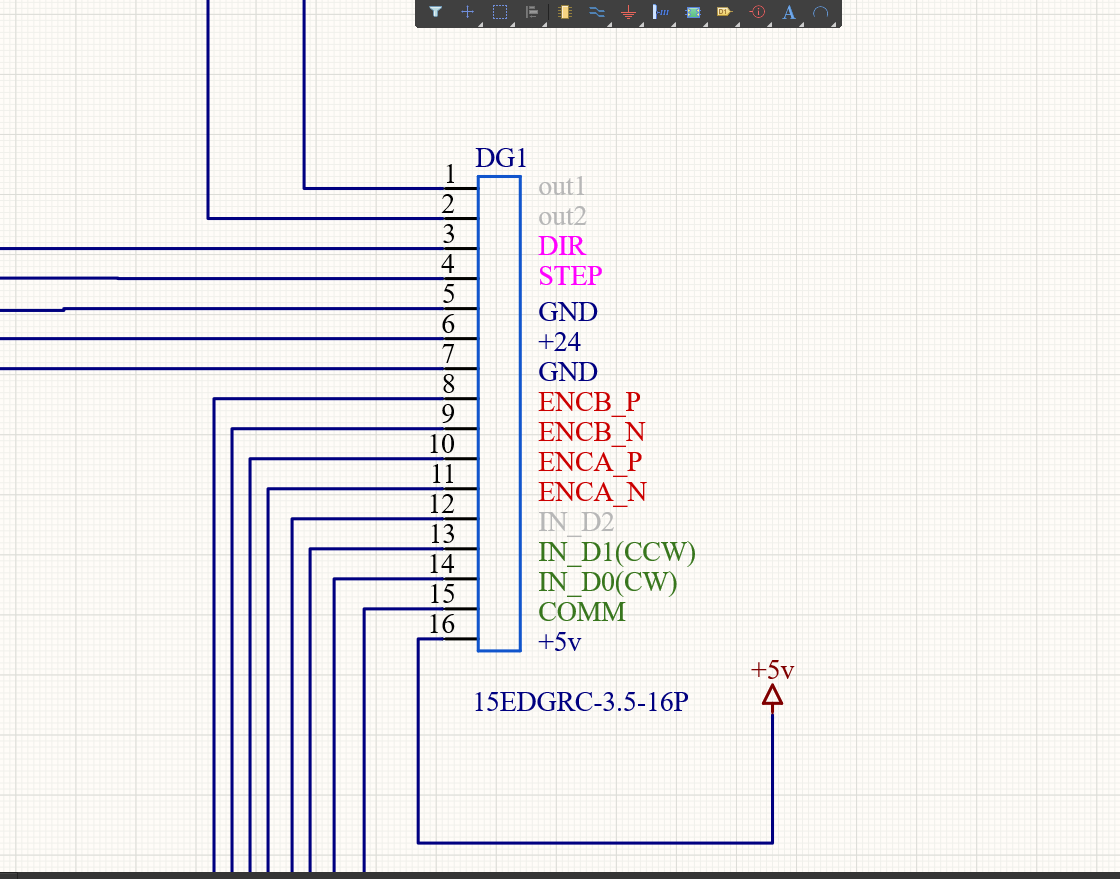 DG1
1 out1
2 out2
3 DIR
4 STEP
5 GND
6 +24
7 GND
8 ENCB_P
9 ENCB_N
10 ENCA_P
11 ENCA_N
12 IN_D2
13 IN_D1(CCW)
14 IN_D0(CW)
15 COMM
16 +5v
+5v
15EDGRC-3.5-16P